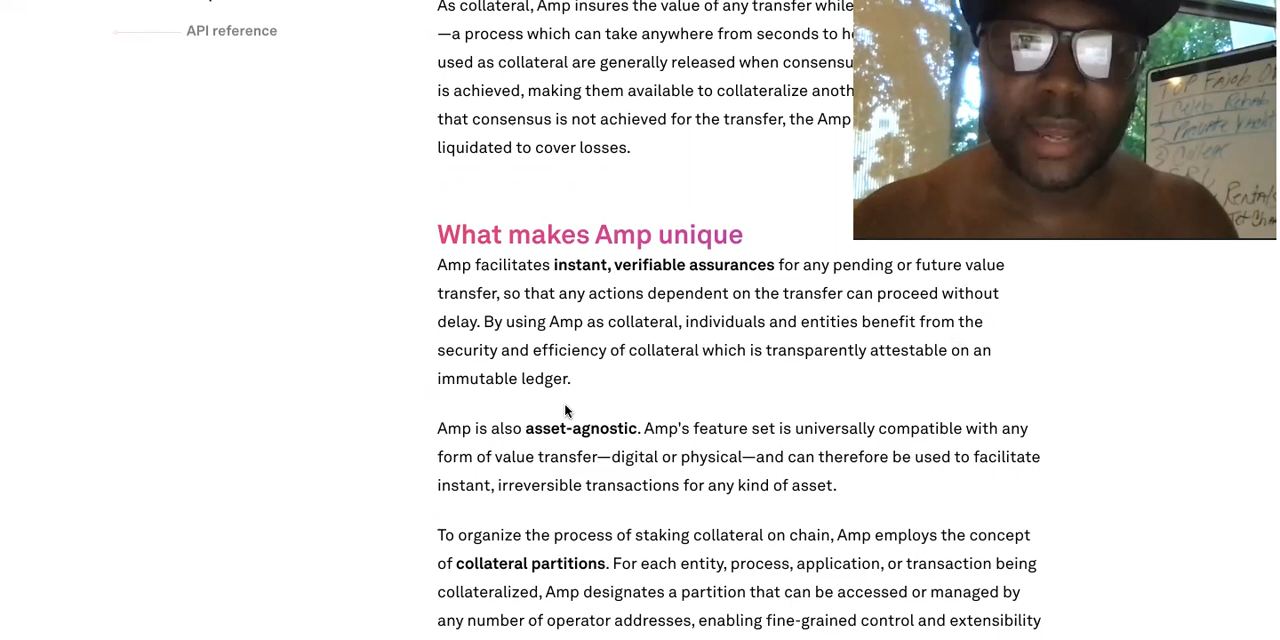 API reference
As collateral, Amp insures the value of any transfer while
—a process which can take anywhere from seconds to
used as collateral are generally released when
is achieved, making them available to collateralize
that consensus is not achieved for the transfer, the Amp
liquidated to cover losses.
What makes Amp unique
Amp facilitates instant, verifiable assurances for any pending or future value
transfer, so that any actions dependent on the transfer can proceed without
delay. By using Amp as collateral, individuals and entities benefit from the
security and efficiency of collateral which is transparently attestable on an
immutable ledger.
Amp is also asset-agnostic. Amp's feature set is universally compatible with any
form of value transfer—digital or physical—and can therefore be used to facilitate
instant, irreversible transactions for any kind of asset.
To organize the process of staking collateral on chain, Amp employs the concept
of collateral partitions. For each entity, process, application, or transaction being
collateralized, Amp designates a partition that can be accessed or managed by
any number of operator addresses, enabling fine-grained control and extensibility
TOP
Rentals